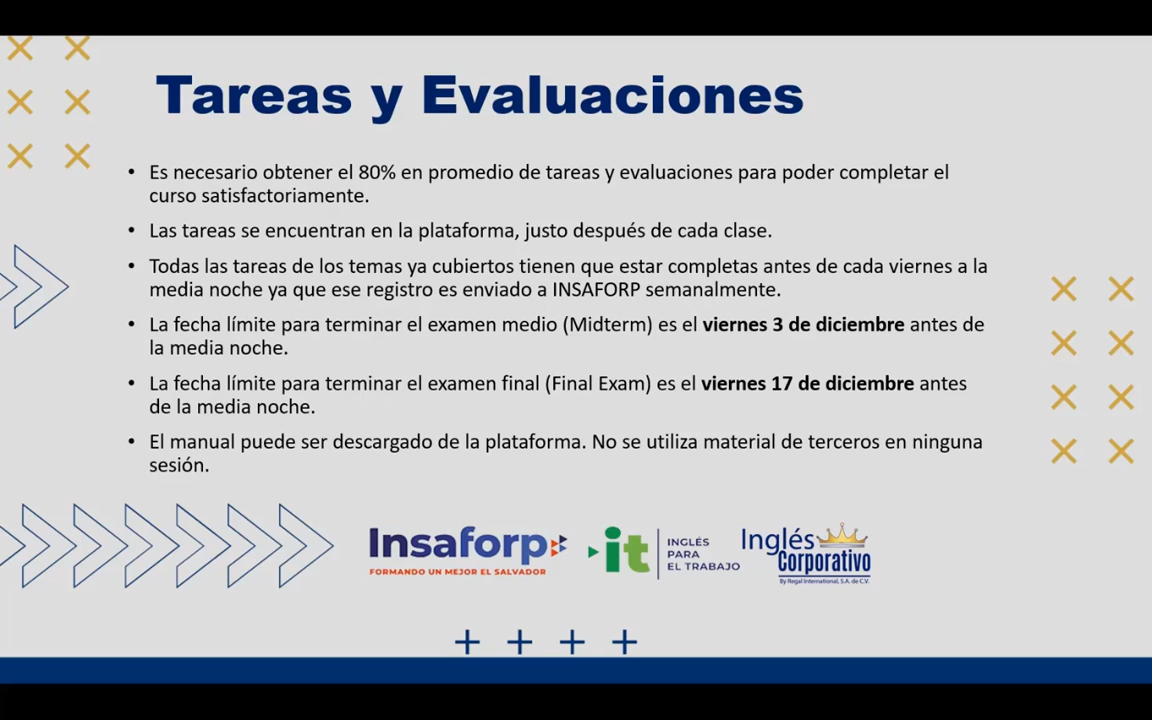 Tareas y Evaluaciones
• Es necesario obtener el 80% en promedio de tareas y evaluaciones para poder completar el
curso satisfactoriamente.
• Las tareas se encuentran en la plataforma, justo después de cada clase.
• Todas las tareas de los temas ya cubiertos tienen que estar completas antes de cada viernes a la
media noche ya que ese registro es enviado a INSAFORP semanalmente.
• La fecha límite para terminar el examen medio (Midterm) es el viernes 3 de diciembre antes de
la media noche.
• La fecha límite para terminar el examen final (Final Exam) es el viernes 17 de diciembre antes
de la media noche.
• El manual puede ser descargado de la plataforma. No se utiliza material de terceros en ninguna
sesión.
Insaforp
FORMANDO UN MEJOR EL SALVADOR
it
INGLÉS
PARA
EL TRABAJO
Inglés
Corporativo
By Regal International, S.A. de C.V.